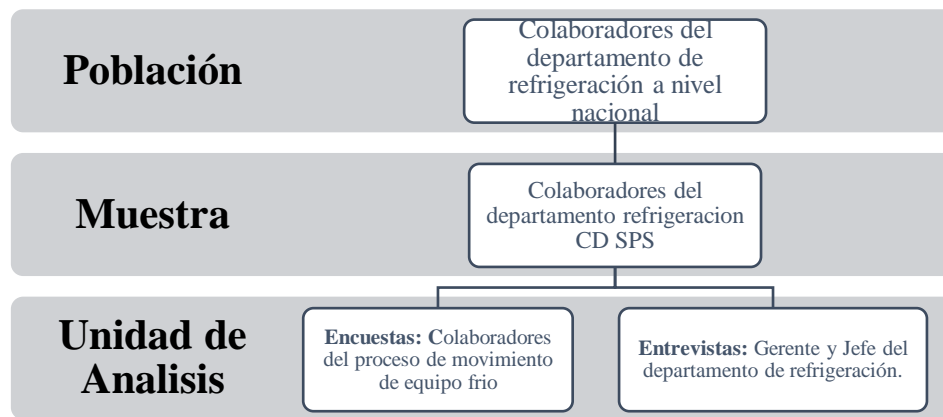 Población
Colaboradores del
departamento de
refrigeración a nivel
nacional
Muestra
Colaboradores del
departamento refrigeracion
CD SPS
Unidad de
Analisis
Encuestas: Colaboradores
del proceso de movimiento
de equipo frio
Entrevistas: Gerente y Jefe del
departamento de refrigeración.